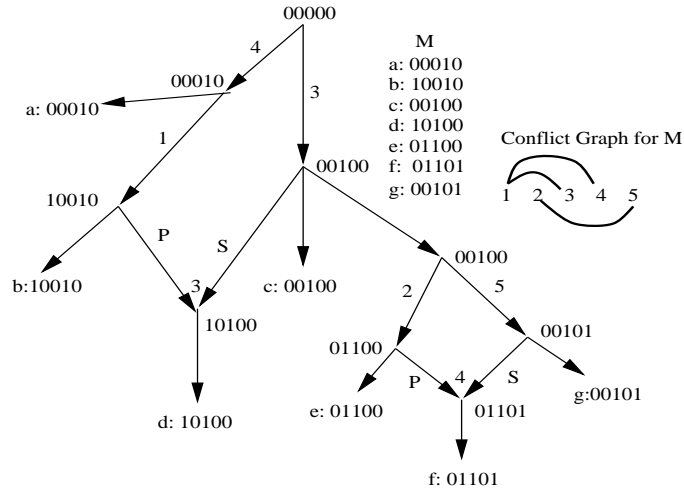 00000
4
M
00010
a: 00010
b: 10010
3
a: 00010
c: 00100
d: 10100
1
e: 01100
Conflict Graph for M
f: 01101
00100
g: 00101
1 2 3 4 5
10010
P
S
00100
b:10010
3
c: 00100
2
5
10100
00101
01100
P
4
S
g:00101
d: 10100
e: 01100
01101
f: 01101